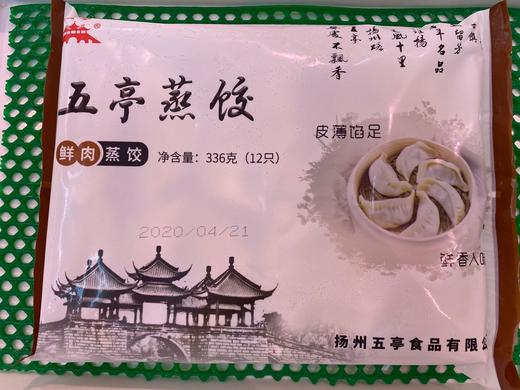 五亭蒸饺
鲜肉蒸饺
净含量：336克（12只）
2020/04/21
皮薄馅足
扬州五亭食品有限